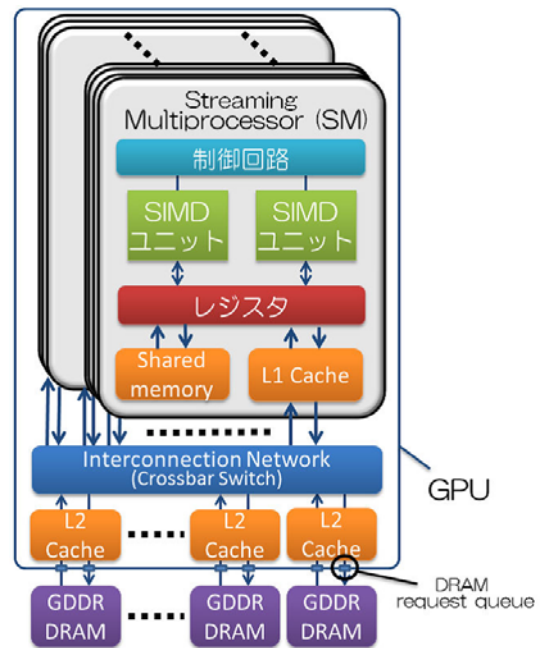 Streaming
Multiprocessor (SM)
制御回路
SIMD
ユニット
SIMD
ユニット
レジスタ
Shared
memory
L1 Cache
Interconnection Network
(Crossbar Switch)
GPU
L2
Cache
L2
Cache
L2
Cache
DRAM
request queue
GDDR
DRAM
GDDR
DRAM
GDDR
DRAM